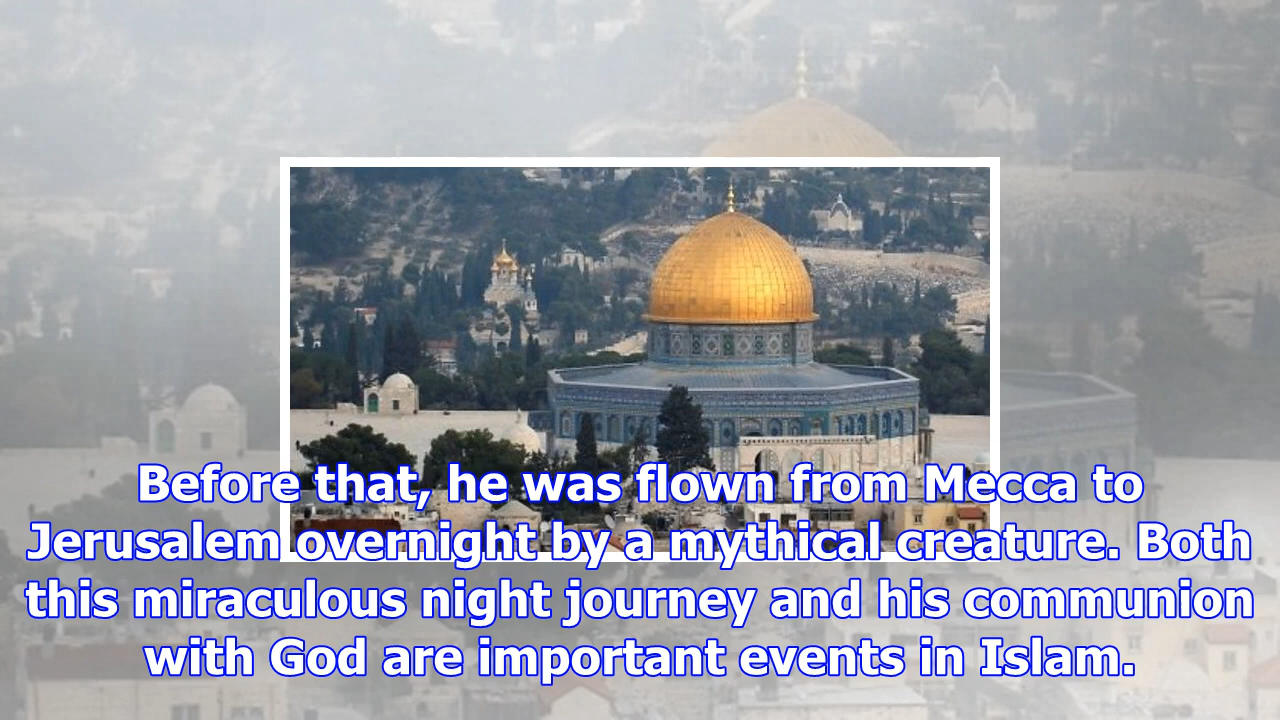 Before that, he was flown from Mecca to
Jerusalem overnight by a mythical creature. Both
this miraculous night journey and his communion
with God are important events in Islam.